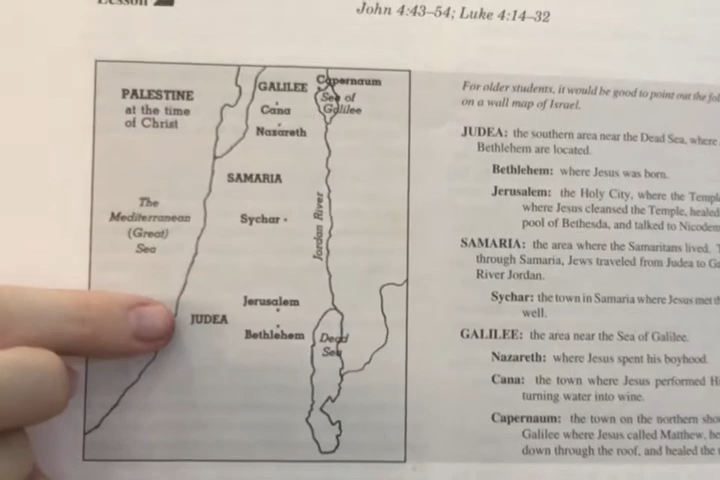 Lesson
John 4:43–54; Luke 4:14–32
PALESTINE
at the time
of Christ
GALILEE
Capernaum
Sea of
Galilee
Cana
Nazareth
SAMARIA
The
Mediterranean
(Great)
Sea
Sychar
Jordan River
Jerusalem
JUDEA
Bethlehem
Dead
Sea
For older students, it would be good to point out the
on a wall map of Israel.
JUDEA: the southern area near the Dead Sea, where
Bethlehem are located.
Bethlehem: where Jesus was born.
Jerusalem: the Holy City, where the
where Jesus cleansed the Temple, healed
pool of Bethesda, and talked to
SAMARIA: the area where the Samaritans lived.
through Samaria, Jews traveled from Judea to
River Jordan.
Sychar: the town in Samaria where Jesus met
well.
GALILEE: the area near the Sea of Galilee.
Nazareth: where Jesus spent his boyhood.
Cana: the town where Jesus performed
turning water into wine.
Capernaum: the town on the northern
Galilee where Jesus called Matthew,
down through the roof, and healed the